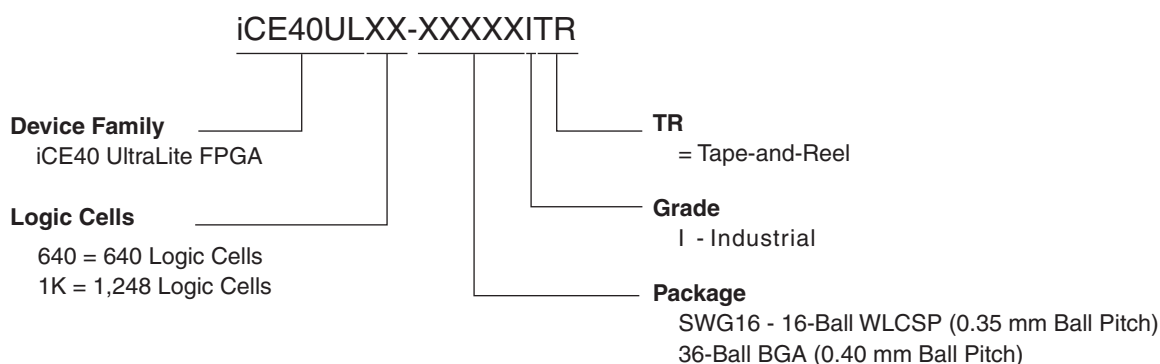 iCE40ULXX-XXXXXITR
Device Family
iCE40 UltraLite FPGA
Logic Cells
640 = 640 Logic Cells
1K = 1,248 Logic Cells
TR
= Tape-and-Reel
Grade
I - Industrial
Package
SWG16 - 16-Ball WLCSP (0.35 mm Ball Pitch)
36-Ball BGA (0.40 mm Ball Pitch)